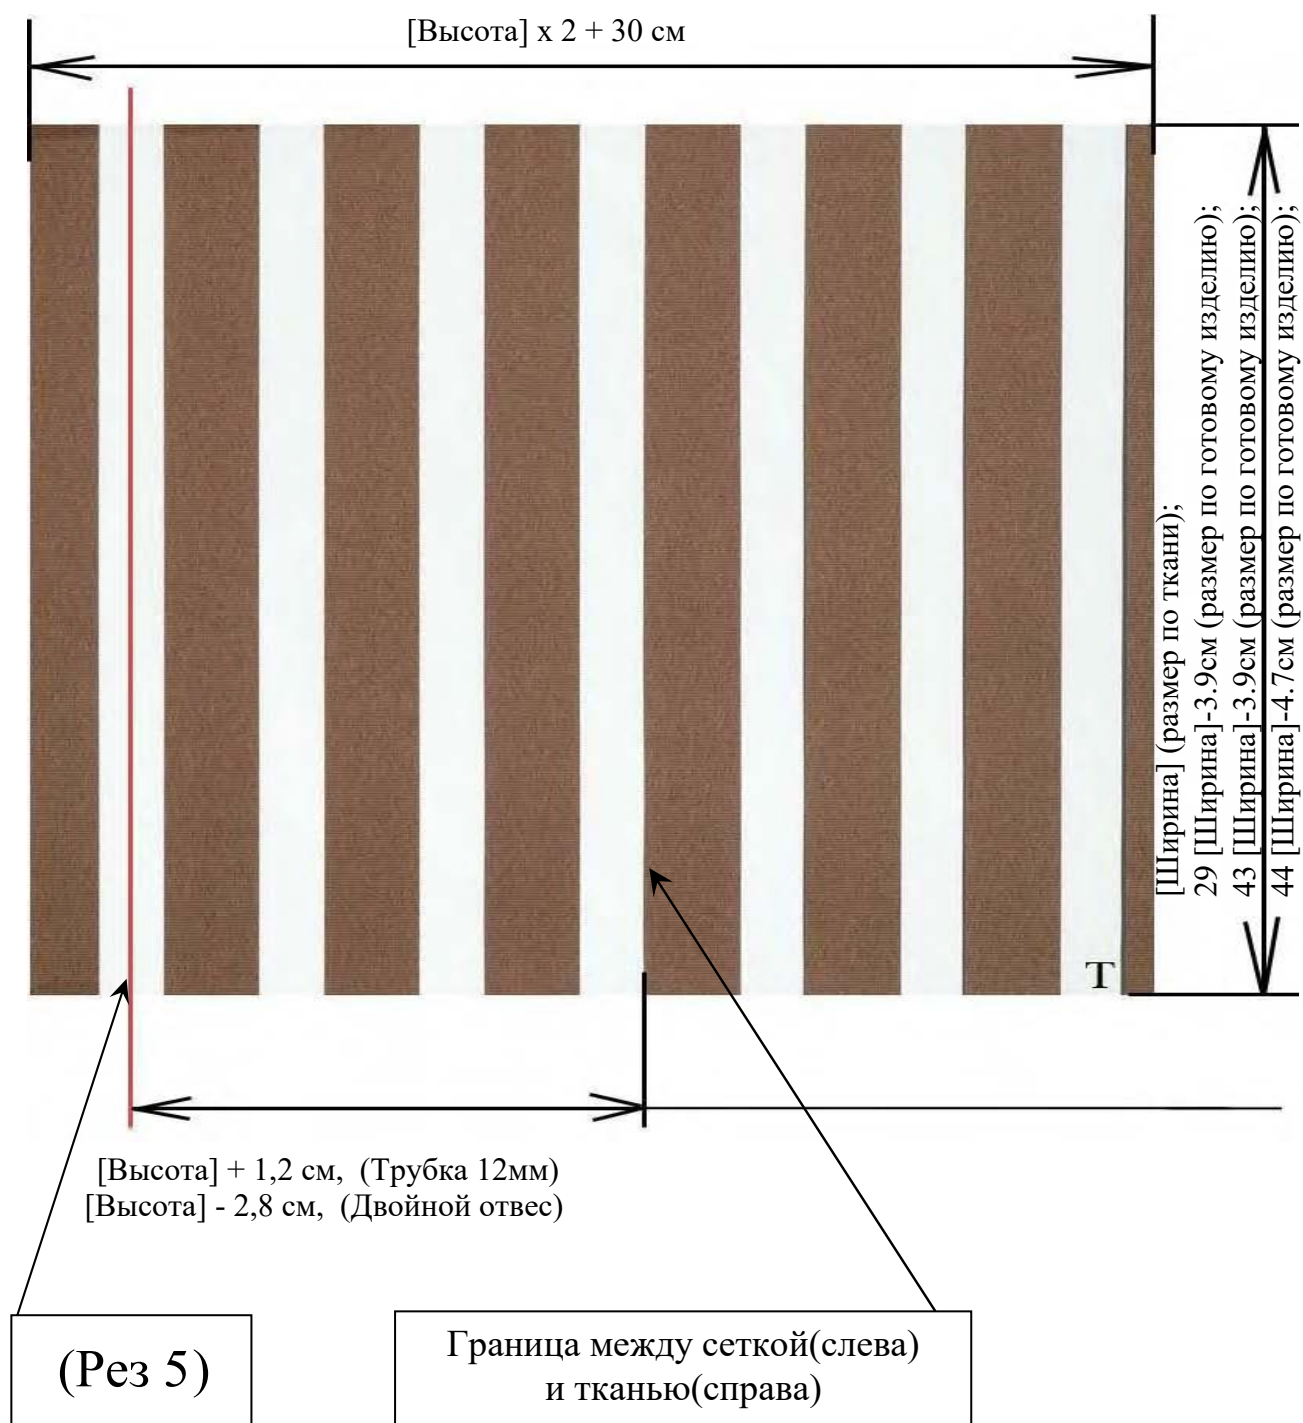 [Высота] x 2 + 30 см
[Ширина] (размер по ткани);
29 [Ширина]-3.9см (размер по готовому изделию);
43 [Ширина]-3.9см (размер по готовому изделию);
44 [Ширина]-4.7см (размер по готовому изделию);
Т
[Высота] + 1,2 см, (Трубка 12мм)
[Высота] - 2,8 см, (Двойной отвес)
(Рез 5)
Граница между сеткой(слева)
и тканью(справа)